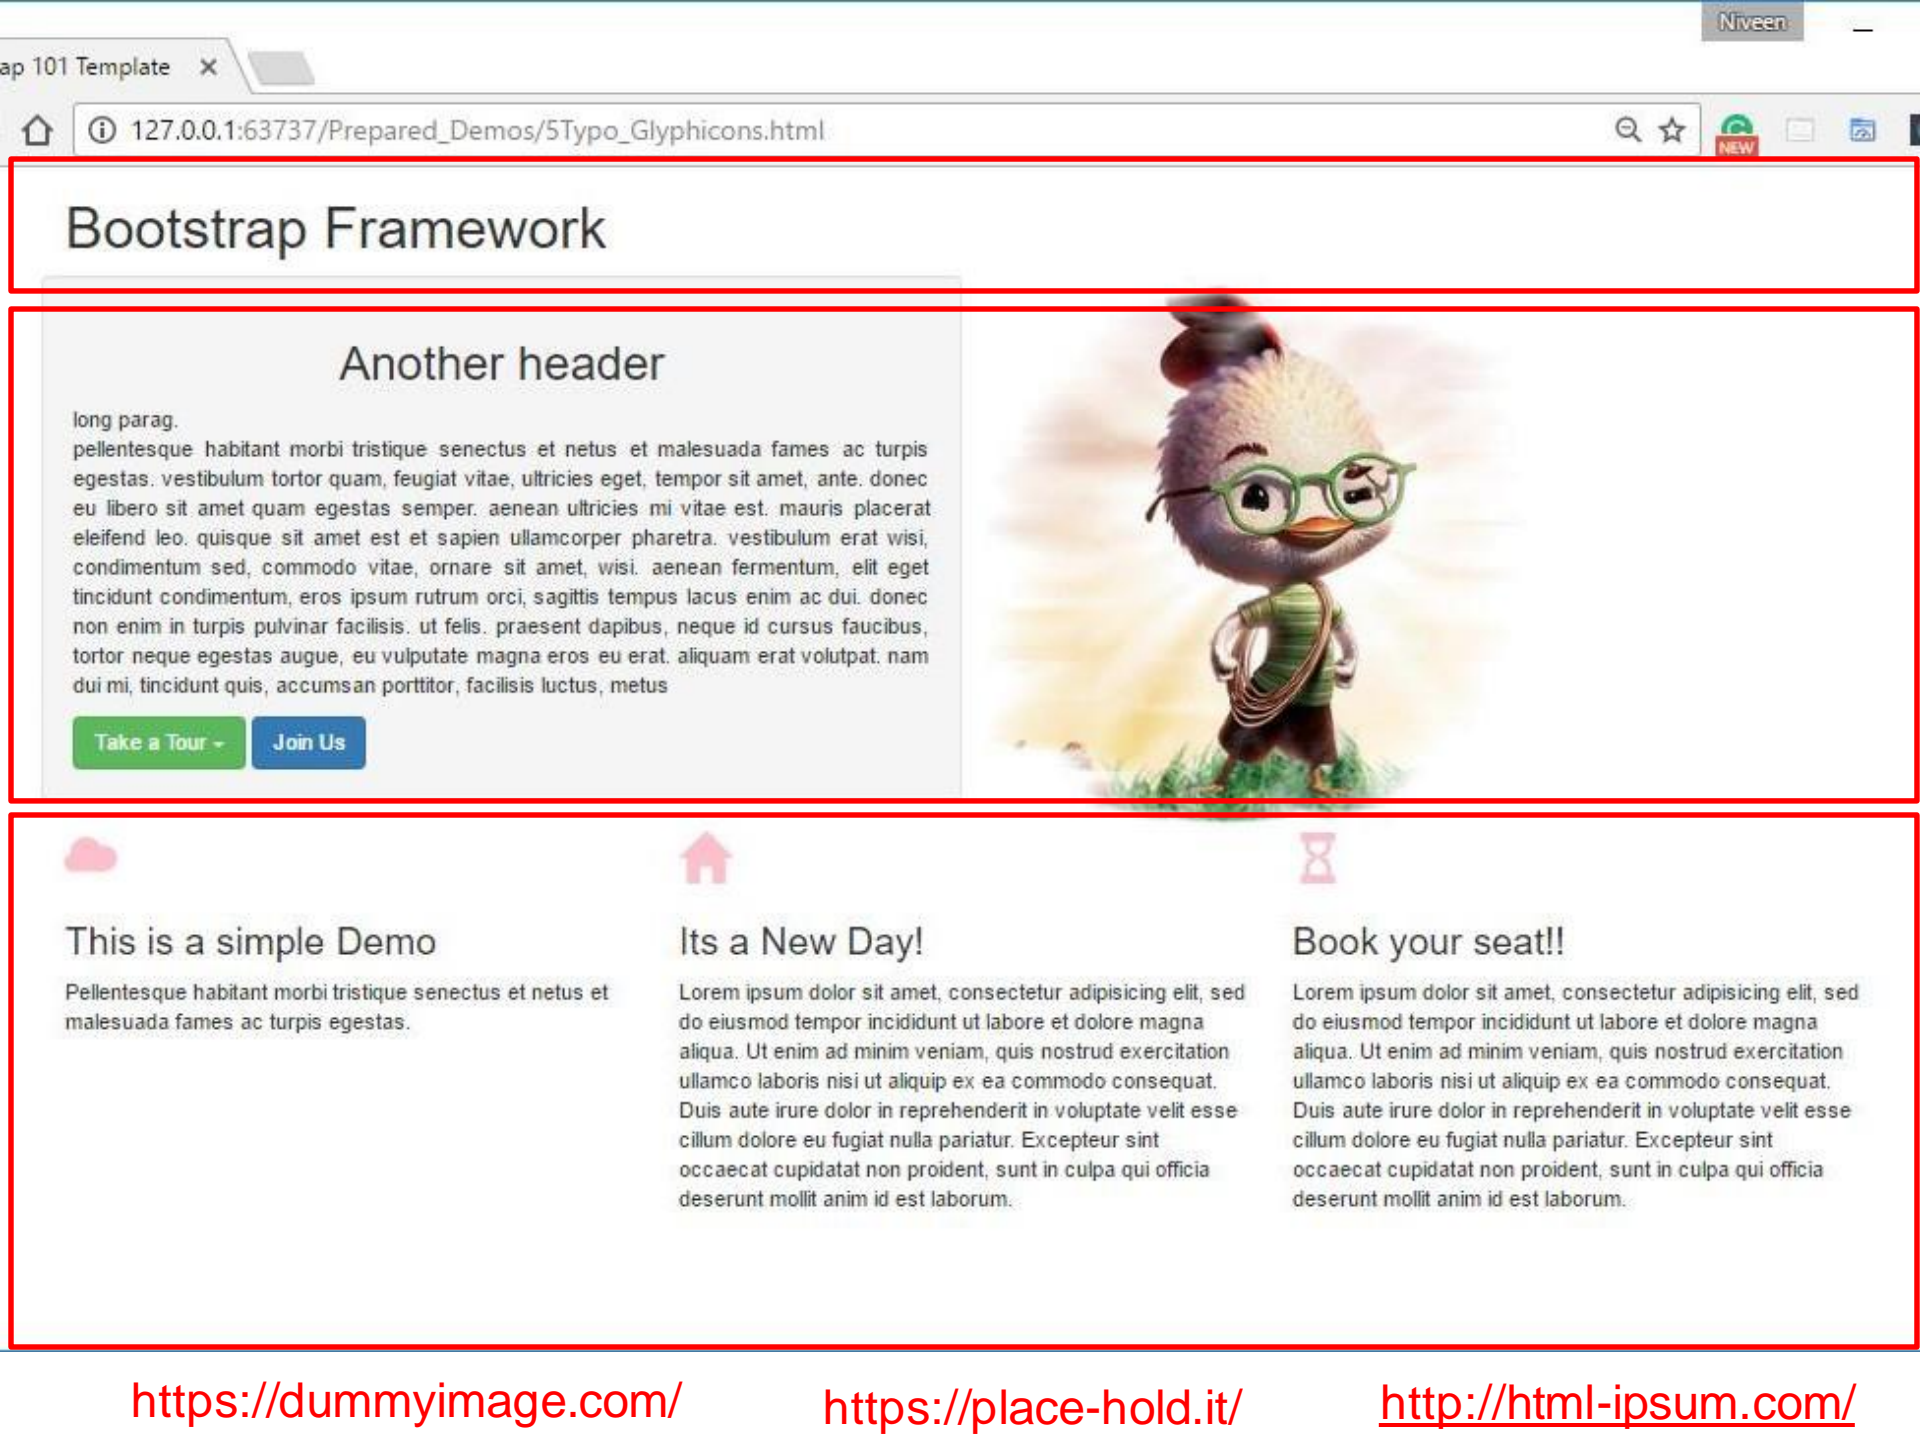 Niveen
ap 101 Template
127.0.0.1:63737/Prepared_Demos/5Typo_Glyphicons.html
NEW
Bootstrap Framework
Another header
long parag.
pellentesque habitant morbi tristique senectus et netus et malesuada fames ac turpis
egestas. vestibulum tortor quam, feugiat vitae, ultricies eget, tempor sit amet, ante. donec
eu libero sit amet quam egestas semper. aenean ultricies mi vitae est. mauris placerat
eleifend leo. quisque sit amet est et sapien ullamcorper pharetra. vestibulum erat wisi,
condimentum sed, commodo vitae, ornare sit amet, wisi. aenean fermentum, elit eget
tincidunt condimentum, eros ipsum rutrum orci, sagittis tempus lacus enim ac dui. donec
non enim in turpis pulvinar facilisis. ut felis. praesent dapibus, neque id cursus faucibus,
tortor neque egestas augue, eu vulputate magna eros eu erat. aliquam erat volutpat. nam
dui mi, tincidunt quis, accumsan porttitor, facilisis luctus, metus
Take a Tour
Join Us
This is a simple Demo
Pellentesque habitant morbi tristique senectus et netus et
malesuada fames ac turpis egestas.
Its a New Day!
Lorem ipsum dolor sit amet, consectetur adipisicing elit, sed
do eiusmod tempor incididunt ut labore et dolore magna
aliqua. Ut enim ad minim veniam, quis nostrud exercitation
ullamco laboris nisi ut aliquip ex ea commodo consequat.
Duis aute irure dolor in reprehenderit in voluptate velit esse
cillum dolore eu fugiat nulla pariatur. Excepteur sint
occaecat cupidatat non proident, sunt in culpa qui officia
deserunt mollit anim id est laborum.
Book your seat!!
Lorem ipsum dolor sit amet, consectetur adipisicing elit, sed
do eiusmod tempor incididunt ut labore et dolore magna
aliqua. Ut enim ad minim veniam, quis nostrud exercitation
ullamco laboris nisi ut aliquip ex ea commodo consequat.
Duis aute irure dolor in reprehenderit in voluptate velit esse
cillum dolore eu fugiat nulla pariatur. Excepteur sint
occaecat cupidatat non proident, sunt in culpa qui officia
deserunt mollit anim id est laborum.
https://dummyimage.com/
https://place-hold.it/
http://html-ipsum.com/